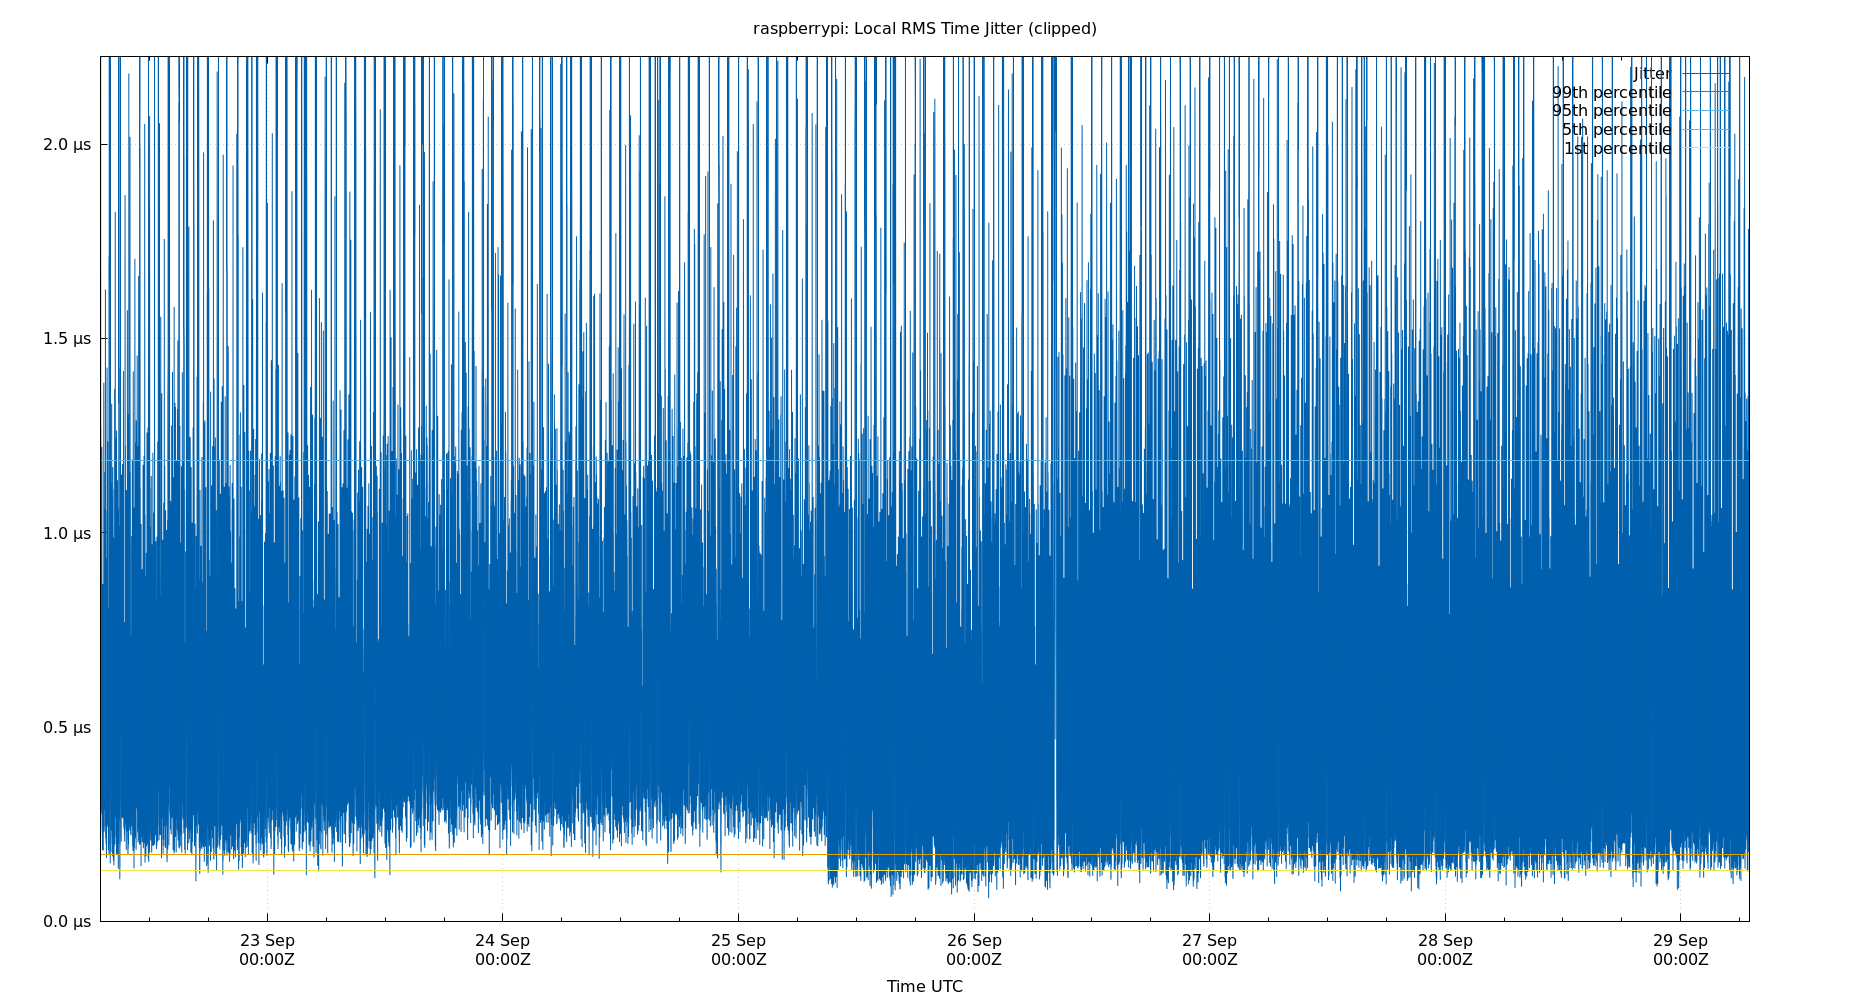 raspberrypi: Local RMS Time Jitter (clipped)
Jitter
99th percentile
95th percentile
5th percentile
1st percentile
2.0 µs
1.5 µs
1.0 µs
0.5 µs
0.0 µs
23 Sep 24 Sep 25 Sep 26 Sep 27 Sep 28 Sep 29 Sep
00:00Z 00:00Z 00:00Z 00:00Z 00:00Z 00:00Z 00:00Z
Time UTC